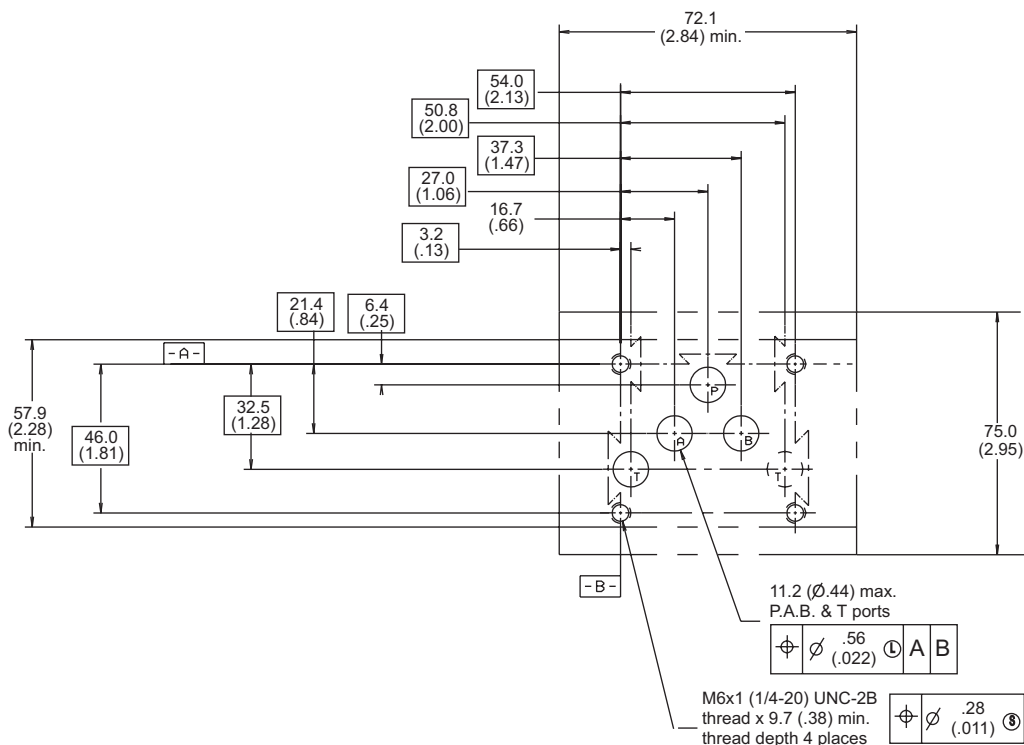 72.1
(2.84) min.
54.0
(2.13)
50.8
(2.00)
37.3
(1.47)
27.0
(1.06)
16.7
(.66)
3.2
(.13)
21.4
(.84)
6.4
(.25)
-A-
57.9
(2.28)
min.
46.0
(1.81)
32.5
(1.28)
75.0
(2.95)
P
A
B
T
T
-B-
11.2 (Ø.44) max.
P.A.B. & T ports
⌖ Ø .56 (.022) Ⓛ A B
M6x1 (1/4-20) UNC-2B
thread x 9.7 (.38) min.
thread depth 4 places
⌖ Ø .28 (.011) Ⓢ